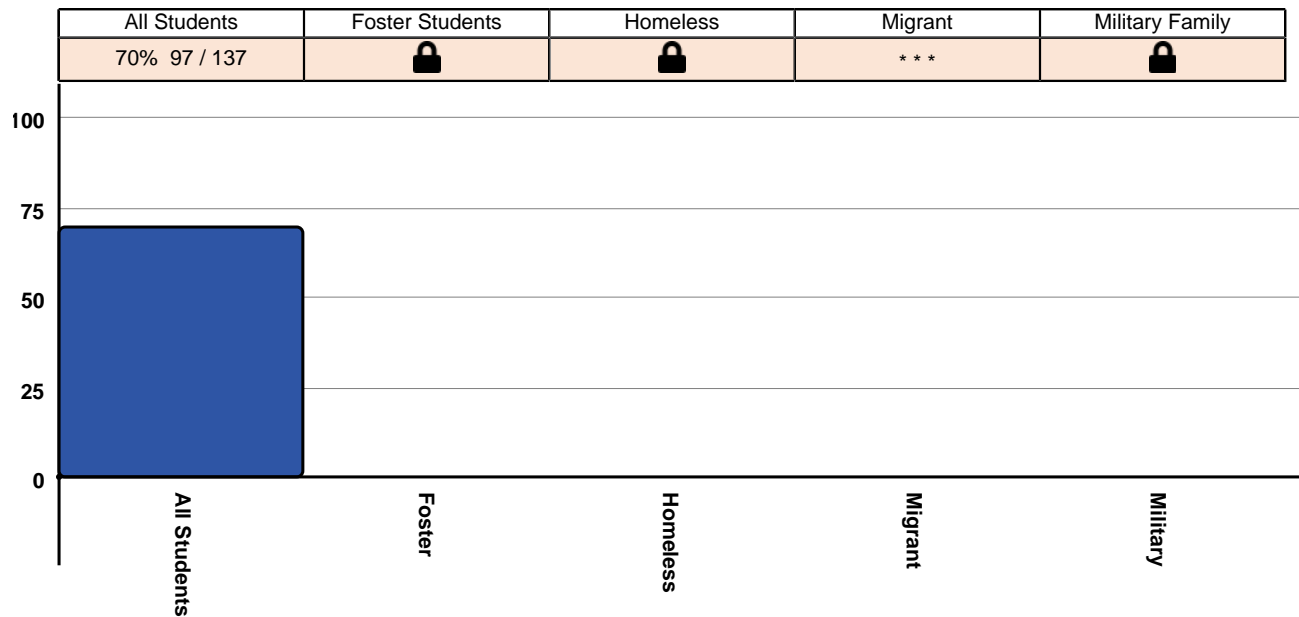 All Students Foster Students Homeless Migrant Military Family
70% 97 / 137 * * *
100
75
50
25
0
All Students
Foster
Homeless
Migrant
Military